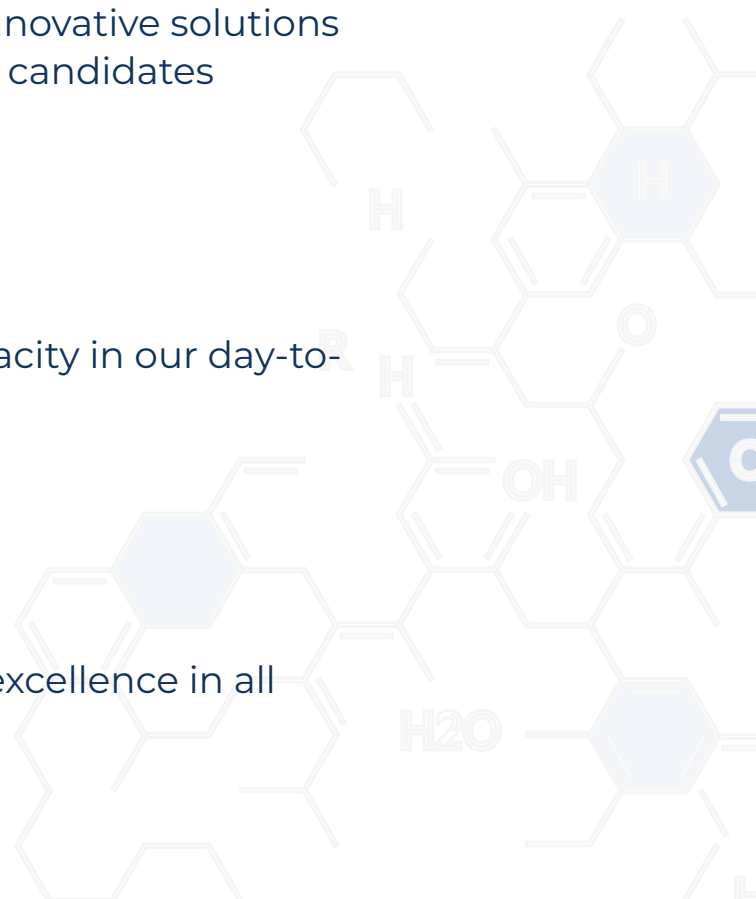 novative solutions
candidates
H
H
acity in our day-to-
R
H
O
OH
excellence in all
H2O